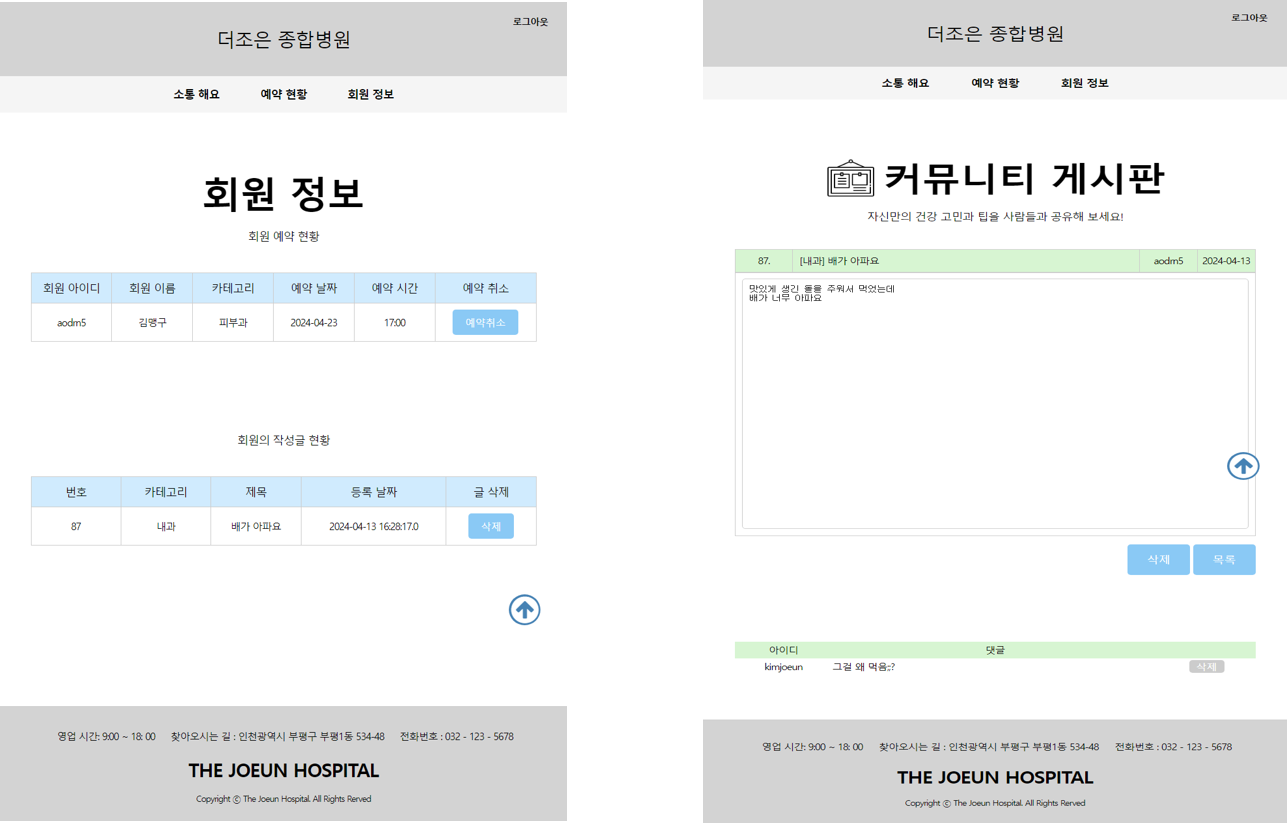 로그아웃
더조은 종합병원
소통 해요 예약 현황 회원 정보
회원 정보
회원 예약 현황
회원 아이디 회원 이름 카테고리 예약 날짜 예약 시간 예약 취소
aodm5 김맹구 피부과 2024-04-23 17:00 예약취소
회원의 작성글 현황
번호 카테고리 제목 등록 날짜 글 삭제
87 내과 배가 아파요 2024-04-13 16:28:17.0 삭제
영업 시간: 9:00 ~ 18: 00 찾아오시는 길 : 인천광역시 부평구 부평1동 534-48 전화번호 : 032 - 123 - 5678
THE JOEUN HOSPITAL
Copyright ⓒ The Joeun Hospital. All Rights Rerved
로그아웃
더조은 종합병원
소통 해요 예약 현황 회원 정보
커뮤니티 게시판
자신만의 건강 고민과 팁을 사람들과 공유해 보세요!
87. [내과] 배가 아파요 aodm5 2024-04-13
맛있게 생긴 돌을 주워서 먹었는데
배가 너무 아파요
삭제 목록
아이디 댓글
kimjoeun 그걸 왜 먹음;;? 삭제
영업 시간: 9:00 ~ 18: 00 찾아오시는 길 : 인천광역시 부평구 부평1동 534-48 전화번호 : 032 - 123 - 5678
THE JOEUN HOSPITAL
Copyright ⓒ The Joeun Hospital. All Rights Rerved